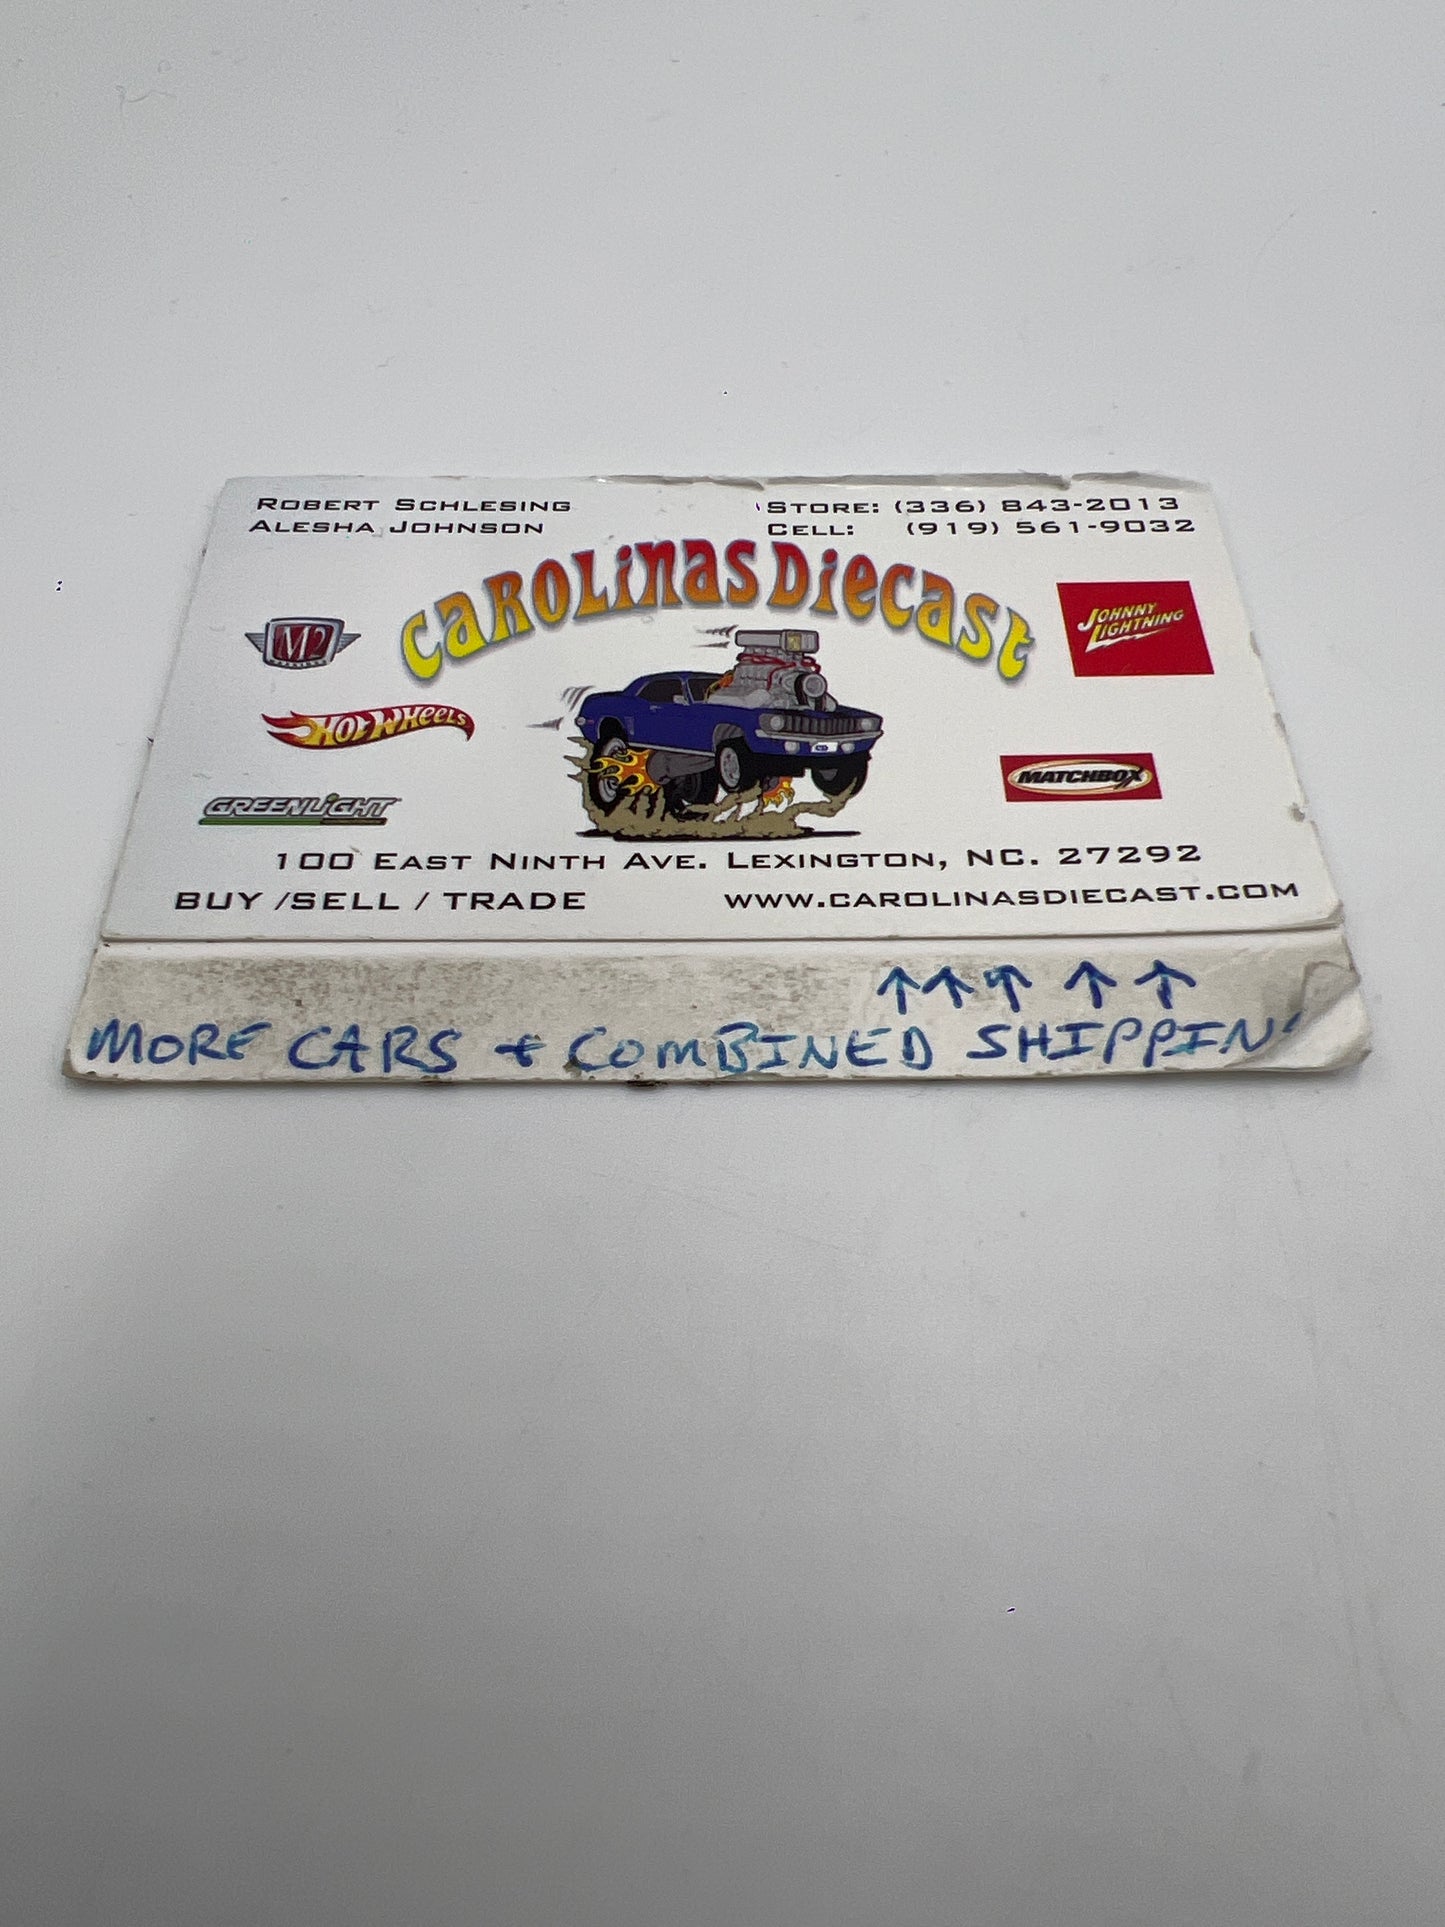 ROBERT SCHLESING
ALESHA JOHNSON
STORE: (336) 843-2013
CELL: (919) 561-9032
CAROLINAS DIECAST
M2
JOHNNY
LIGHTNING
HOT WHEELS
MATCHBOX
GREENLIGHT
100 EAST NINTH AVE. LEXINGTON, NC. 27292
BUY /SELL / TRADE
WWW.CAROLINASDIECAST.COM
↑↑↑ ↑ ↑
MORE CARS + COMBINED SHIPPIN